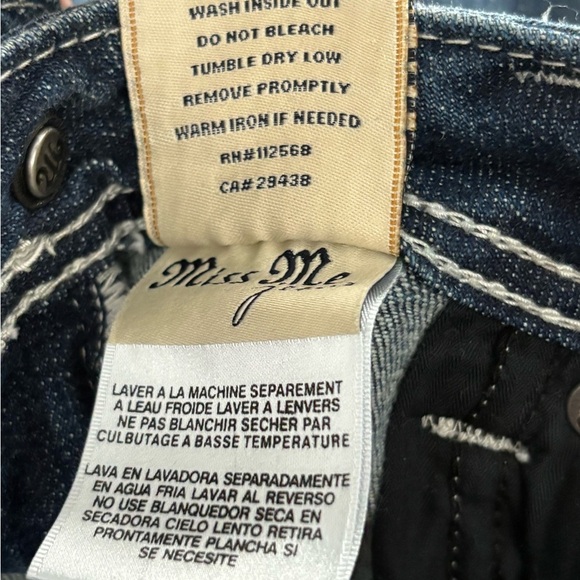 WASH INSIDE OUT
DO NOT BLEACH
TUMBLE DRY LOW
REMOVE PROMPTLY
WARM IRON IF NEEDED
RN#112568
CA#29438
Miss Me
LAVER A LA MACHINE SEPAREMENT
A LEAU FROIDE LAVER A LENVERS
NE PAS BLANCHIR SECHER PAR
CULBUTAGE A BASSE TEMPERATURE
LAVA EN LAVADORA SEPARADAMENTE
EN AGUA FRIA LAVAR AL REVERSO
NO USE BLANQUEDOR SECA EN
SECADORA CIELO LENTO RETIRA
PRONTAMENTE PLANCHA SI
SE NECESITE